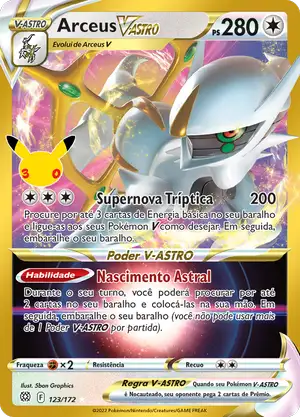 V-ASTRO Arceus VASTRO PS 280
Evolui de Arceus V
30
Supernova Tríptica 200
Procure por até 3 cartas de Energia básica no seu baralho
e ligue-as aos seus Pokémon V como desejar. Em seguida,
embaralhe o seu baralho.
Poder V-ASTRO
Habilidade Nascimento Astral
Durante o seu turno, você poderá procurar por até
2 cartas no seu baralho e colocá-las na sua mão. Em
seguida, embaralhe o seu baralho (você não pode usar mais
de 1 Poder V-ASTRO por partida).
Fraqueza x2 Resistência Recuo
Ilust. 5ban Graphics
Regra V-ASTRO Quando seu Pokémon V-ASTRO
é Nocauteado, seu oponente pega 2 cartas de Prêmio.
F 123/172
©2022 Pokémon/Nintendo/Creatures/GAME FREAK